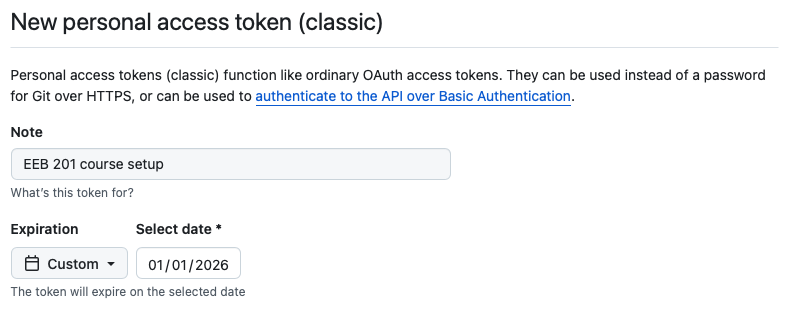 New personal access token (classic)
Personal access tokens (classic) function like ordinary OAuth access tokens. They can be used instead of a password
for Git over HTTPS, or can be used to authenticate to the API over Basic Authentication.
Note
EEB 201 course setup
What's this token for?
Expiration Select date *
Custom 01/01/2026
The token will expire on the selected date